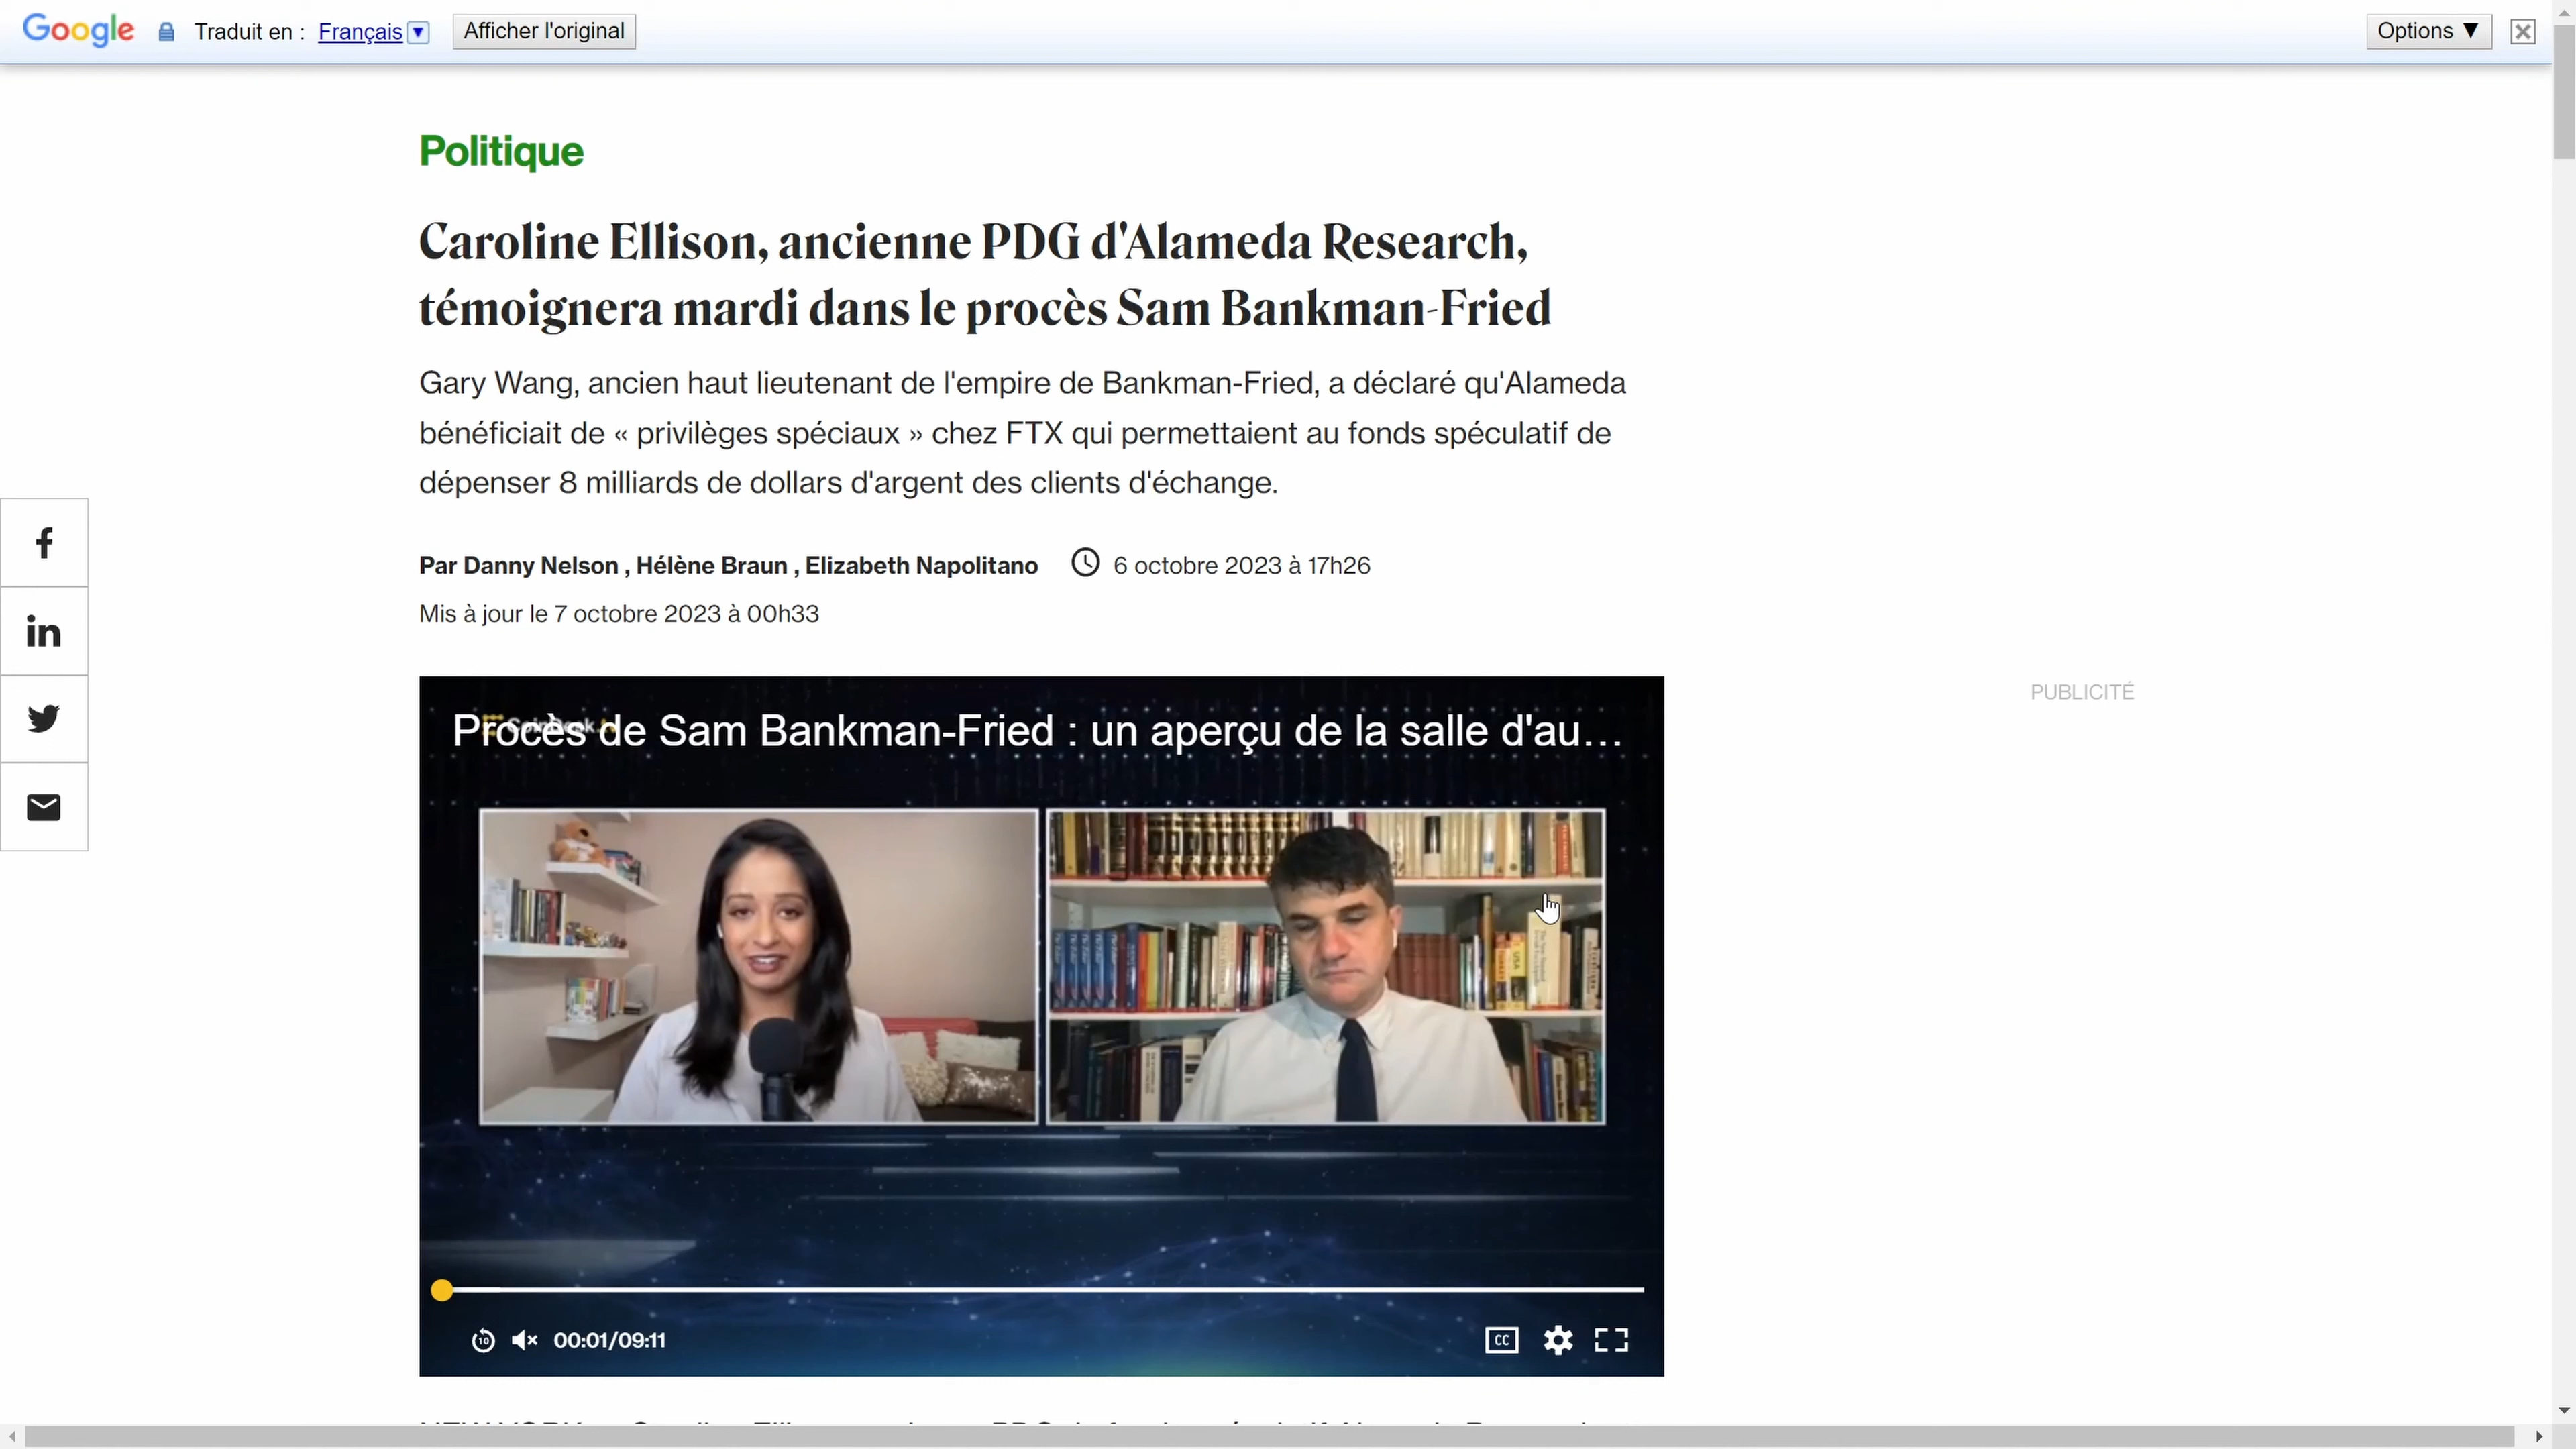 Google Traduit en : Français ▼ Afficher l'original Options ▼
Politique
Caroline Ellison, ancienne PDG d'Alameda Research,
témoignera mardi dans le procès Sam Bankman-Fried
Gary Wang, ancien haut lieutenant de l'empire de Bankman-Fried, a déclaré qu'Alameda
bénéficiait de « privilèges spéciaux » chez FTX qui permettaient au fonds spéculatif de
dépenser 8 milliards de dollars d'argent des clients d'échange.
Par Danny Nelson , Hélène Braun , Elizabeth Napolitano 6 octobre 2023 à 17h26
Mis à jour le 7 octobre 2023 à 00h33
PUBLICITÉ
Procès de Sam Bankman-Fried : un aperçu de la salle d'au...
USA
10 00:01/09:11 CC